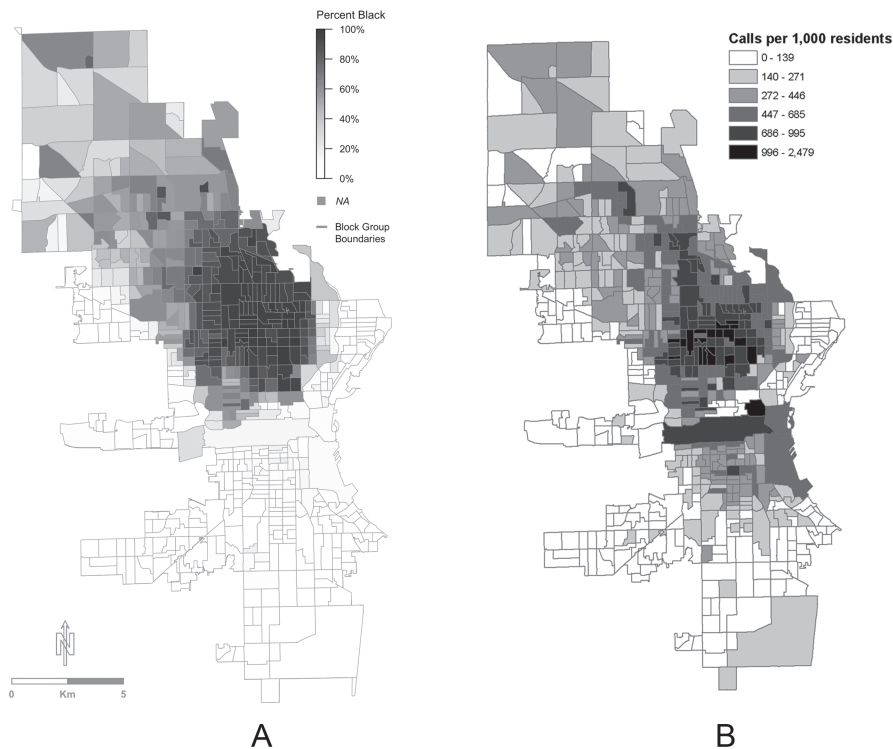 Percent Black
100%
80%
60%
40%
20%
0%
NA
Block Group
Boundaries
N
0 Km 5
A
Calls per 1,000 residents
0 - 139
140 - 271
272 - 446
447 - 685
686 - 995
996 - 2,479
B